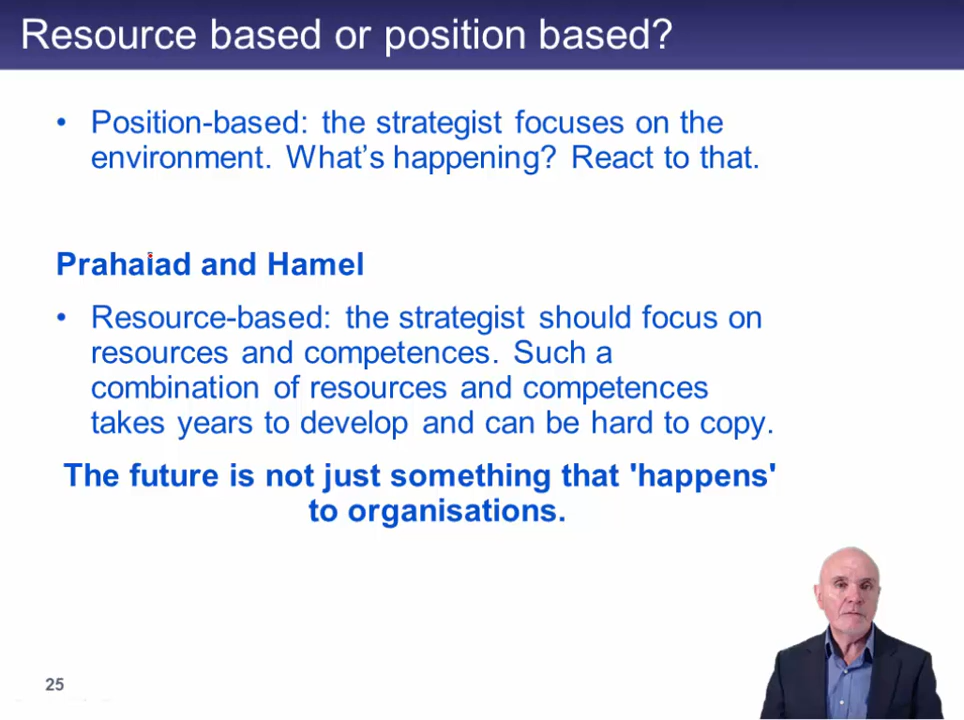 Resource based or position based?
• Position-based: the strategist focuses on the
environment. What's happening? React to that.
Prahaiad and Hamel
• Resource-based: the strategist should focus on
resources and competences. Such a
combination of resources and competences
takes years to develop and can be hard to copy.
The future is not just something that 'happens'
to organisations.
25